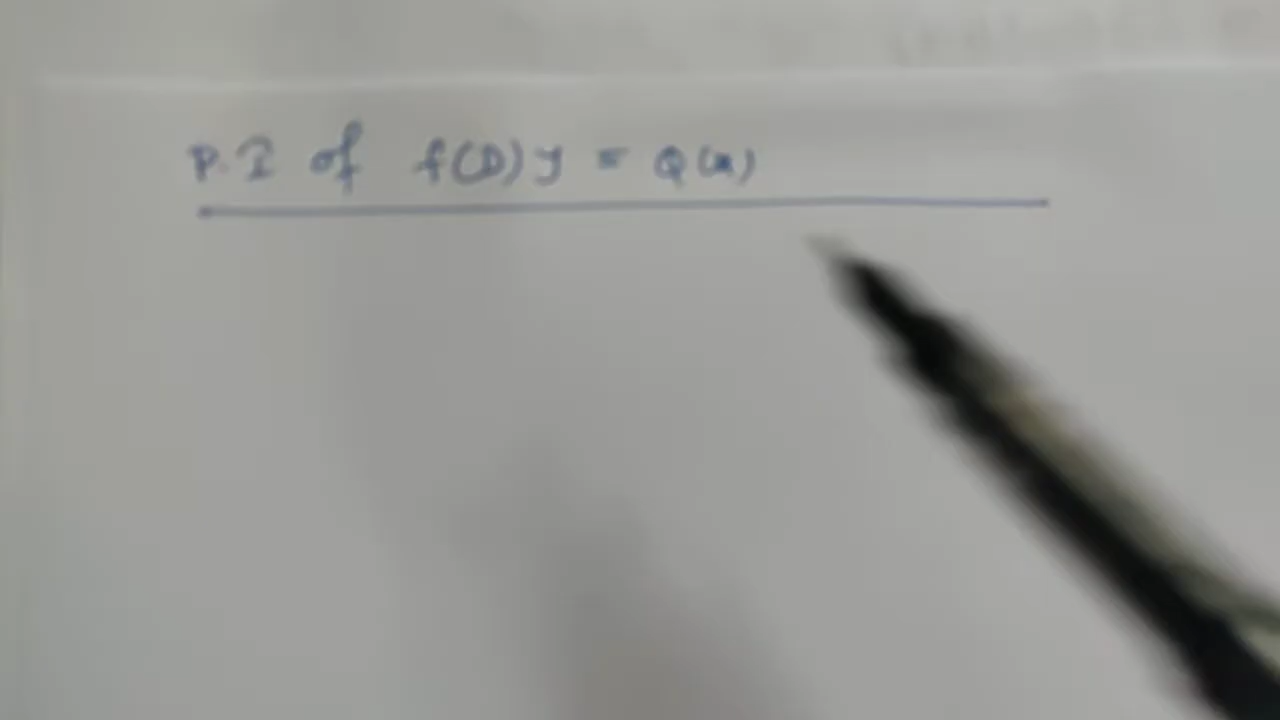 P.I of f(D)y = Q(x)